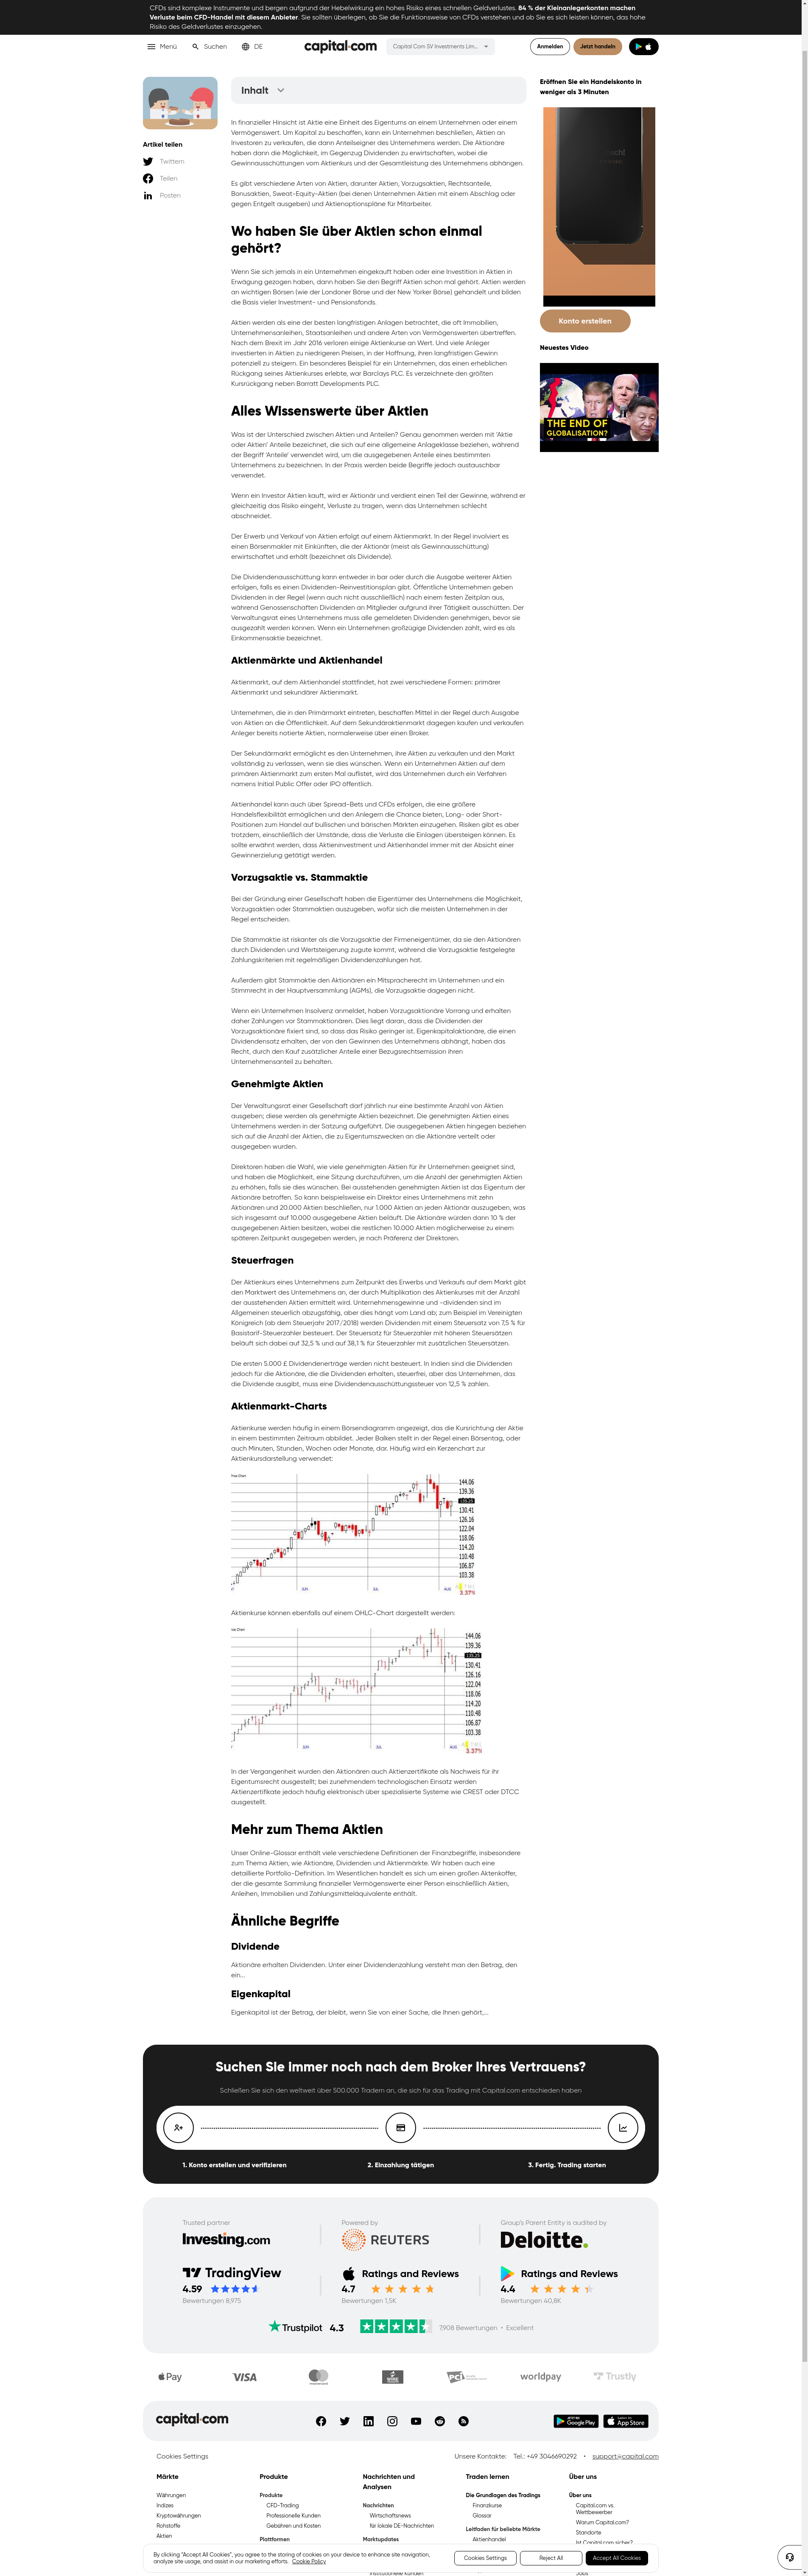 CFDs sind komplexe Instrumente und bergen aufgrund der Hebelwirkung ein hohes Risiko eines schnellen Geldverlustes. 84 % der Kleinanlegerkonten machen
Verluste beim CFD-Handel mit diesem Anbieter. Sie sollten überlegen, ob Sie die Funktionsweise von CFDs verstehen und ob Sie es sich leisten können, das hohe
Risiko des Geldverlustes einzugehen.
Menü
Suchen
DE
capital.com
Capital Com SV Investments Lim...
Anmelden
Jetzt handeln
Inhalt
Artikel teilen
Twittern
Teilen
Posten
In finanzieller Hinsicht ist Aktie eine Einheit des Eigentums an einem Unternehmen oder einem
Vermögenswert. Um Kapital zu beschaffen, kann ein Unternehmen beschließen, Aktien an
Investoren zu verkaufen, die dann Anteilseigner des Unternehmens werden. Die Aktionäre
haben dann die Möglichkeit, im Gegenzug Dividenden zu erwirtschaften, wobei die
Gewinnausschüttungen vom Aktienkurs und der Gesamtleistung des Unternehmens abhängen.
Es gibt verschiedene Arten von Aktien, darunter Aktien, Vorzugsaktien, Rechtsanteile,
Bonusaktien, Sweat-Equity-Aktien (bei denen Unternehmen Aktien mit einem Abschlag oder
gegen Entgelt ausgeben) und Aktienoptionspläne für Mitarbeiter.
Wo haben Sie über Aktien schon einmal
gehört?
Wenn Sie sich jemals in ein Unternehmen eingekauft haben oder eine Investition in Aktien in
Erwägung gezogen haben, dann haben Sie den Begriff Aktien schon mal gehört. Aktien werden
an wichtigen Börsen (wie der Londoner Börse und der New Yorker Börse) gehandelt und bilden
die Basis vieler Investment- und Pensionsfonds.
Aktien werden als eine der besten langfristigen Anlagen betrachtet, die oft Immobilien,
Unternehmensanleihen, Staatsanleihen und andere Arten von Vermögenswerten übertreffen.
Nach dem Brexit im Jahr 2016 verloren einige Aktienkurse an Wert. Und viele Anleger
investierten in Aktien zu niedrigeren Preisen, in der Hoffnung, ihren langfristigen Gewinn
potenziell zu steigern. Ein besonderes Beispiel für ein Unternehmen, das einen erheblichen
Rückgang seines Aktienkurses erlebte, war Barclays PLC. Es verzeichnete den größten
Kursrückgang neben Barratt Developments PLC.
Alles Wissenswerte über Aktien
Was ist der Unterschied zwischen Aktien und Anteilen? Genau genommen werden mit 'Aktie
oder Aktien' Anteile bezeichnet, die sich auf eine allgemeine Anlageklasse beziehen, während
der Begriff 'Anteile' verwendet wird, um die ausgegebenen Anteile eines bestimmten
Unternehmens zu bezeichnen. In der Praxis werden beide Begriffe jedoch austauschbar
verwendet.
Wenn ein Investor Aktien kauft, wird er Aktionär und verdient einen Teil der Gewinne, während er
gleichzeitig das Risiko eingeht, Verluste zu tragen, wenn das Unternehmen schlecht
abschneidet.
Der Erwerb und Verkauf von Aktien erfolgt auf einem Aktienmarkt. In der Regel involviert es
einen Börsenmakler mit Einkünften, die der Aktionär (meist als Gewinnausschüttung)
erwirtschaftet und erhält (bezeichnet als Dividende).
Die Dividendenausschüttung kann entweder in bar oder durch die Ausgabe weiterer Aktien
erfolgen, falls es einen Dividenden-Reinvestitionsplan gibt. Öffentliche Unternehmen geben
Dividenden in der Regel (wenn auch nicht ausschließlich) nach einem festen Zeitplan aus,
während Genossenschaften Dividenden an Mitglieder aufgrund ihrer Tätigkeit ausschütten. Der
Verwaltungsrat eines Unternehmens muss alle gemeldeten Dividenden genehmigen, bevor sie
ausgezahlt werden können. Wenn ein Unternehmen großzügige Dividenden zahlt, wird es als
Einkommensaktie bezeichnet.
Aktienmärkte und Aktienhandel
Aktienmarkt, auf dem Aktienhandel stattfindet, hat zwei verschiedene Formen: primärer
Aktienmarkt und sekundärer Aktienmarkt.
Unternehmen, die in den Primärmarkt eintreten, beschaffen Mittel in der Regel durch Ausgabe
von Aktien an die Öffentlichkeit. Auf dem Sekundäraktienmarkt dagegen kaufen und verkaufen
Anleger bereits notierte Aktien, normalerweise über einen Broker.
Der Sekundärmarkt ermöglicht es den Unternehmen, ihre Aktien zu verkaufen und den Markt
vollständig zu verlassen, wenn sie dies wünschen. Wenn ein Unternehmen Aktien auf dem
primären Aktienmarkt zum ersten Mal auflistet, wird das Unternehmen durch ein Verfahren
namens Initial Public Offer oder IPO öffentlich.
Aktienhandel kann auch über Spread-Bets und CFDs erfolgen, die eine größere
Handelsflexibilität ermöglichen und den Anlegern die Chance bieten, Long- oder Short-
Positionen zum Handel auf bullischen und bärischen Märkten einzugehen. Risiken gibt es aber
trotzdem, einschließlich der Umstände, dass die Verluste die Einlagen übersteigen können. Es
sollte erwähnt werden, dass Aktieninvestment und Aktienhandel immer mit der Absicht einer
Gewinnerzielung getätigt werden.
Vorzugsaktie vs. Stammaktie
Bei der Gründung einer Gesellschaft haben die Eigentümer des Unternehmens die Möglichkeit,
Vorzugsaktien oder Stammaktien auszugeben, wofür sich die meisten Unternehmen in der
Regel entscheiden.
Die Stammaktie ist riskanter als die Vorzugsaktie der Firmeneigentümer, da sie den Aktionären
durch Dividenden und Wertsteigerung zugute kommt, während die Vorzugsaktie festgelegte
Zahlungskriterien mit regelmäßigen Dividendenzahlungen hat.
Außerdem gibt Stammaktie den Aktionären ein Mitspracherecht im Unternehmen und ein
Stimmrecht in der Hauptversammlung (AGMs), die Vorzugsaktie dagegen nicht.
Wenn ein Unternehmen Insolvenz anmeldet, haben Vorzugsaktionäre Vorrang und erhalten
daher Zahlungen vor Stammaktionären. Dies liegt daran, dass die Dividenden der
Vorzugsaktionäre fixiert sind, so dass das Risiko geringer ist. Eigenkapitalaktionäre, die einen
Dividendensatz erhalten, der von den Gewinnen des Unternehmens abhängt, haben das
Recht, durch den Kauf zusätzlicher Anteile einer Bezugsrechtsemission ihren
Unternehmensanteil zu behalten.
Genehmigte Aktien
Der Verwaltungsrat einer Gesellschaft darf jährlich nur eine bestimmte Anzahl von Aktien
ausgeben; diese werden als genehmigte Aktien bezeichnet. Die genehmigten Aktien eines
Unternehmens werden in der Satzung aufgeführt. Die ausgegebenen Aktien hingegen beziehen
sich auf die Anzahl der Aktien, die zu Eigentumszwecken an die Aktionäre verteilt oder
ausgegeben wurden.
Direktoren haben die Wahl, wie viele genehmigten Aktien für ihr Unternehmen geeignet sind,
und haben die Möglichkeit, eine Sitzung durchzuführen, um die Anzahl der genehmigten Aktien
zu erhöhen, falls sie dies wünschen. Bei ausstehenden genehmigten Aktien ist das Eigentum der
Aktionäre betroffen. So kann beispielsweise ein Direktor eines Unternehmens mit zehn
Aktionären und 20.000 Aktien beschließen, nur 1.000 Aktien an jeden Aktionär auszugeben, was
sich insgesamt auf 10.000 ausgegebene Aktien beläuft. Die Aktionäre würden dann 10 % der
ausgegebenen Aktien besitzen, wobei die restlichen 10.000 Aktien möglicherweise zu einem
späteren Zeitpunkt ausgegeben werden, je nach Präferenz der Direktoren.
Steuerfragen
Der Aktienkurs eines Unternehmens zum Zeitpunkt des Erwerbs und Verkaufs auf dem Markt gibt
den Marktwert des Unternehmens an, der durch Multiplikation des Aktienkurses mit der Anzahl
der ausstehenden Aktien ermittelt wird. Unternehmensgewinne und -dividenden sind im
Allgemeinen steuerlich abzugsfähig, aber dies hängt vom Land ab; zum Beispiel im Vereinigten
Königreich (ab dem Steuerjahr 2017/2018) werden Dividenden mit einem Steuersatz von 7,5 % für
Basistarif-Steuerzahler besteuert. Der Steuersatz für Steuerzahler mit höheren Steuersätzen
beläuft sich dabei auf 32,5 % und auf 38,1 % für Steuerzahler mit zusätzlichen Steuersätzen.
Die ersten 5.000 £ Dividendenerträge werden nicht besteuert. In Indien sind die Dividenden
jedoch für die Aktionäre, die die Dividenden erhalten, steuerfrei, aber das Unternehmen, das
die Dividende ausgibt, muss eine Dividendenausschüttungssteuer von 12,5 % zahlen.
Aktienmarkt-Charts
Aktienkurse werden häufig in einem Börsendiagramm angezeigt, das die Kursrichtung der Aktie
in einem bestimmten Zeitraum abbildet. Jeder Balken stellt in der Regel einen Börsentag, oder
auch Minuten, Stunden, Wochen oder Monate, dar. Häufig wird ein Kerzenchart zur
Aktienkursdarstellung verwendet:
144.06
139.36
130.41
126.16
122.04
118.06
114.20
110.48
106.87
103.38
JUN
JUL
AUG
3.37%
Aktienkurse können ebenfalls auf einem OHLC-Chart dargestellt werden:
144.06
139.36
130.41
126.16
122.04
118.06
114.20
110.48
106.87
103.38
JUN
JUL
AUG
3.37%
In der Vergangenheit wurden den Aktionären auch Aktienzertifikate als Nachweis für ihr
Eigentumsrecht ausgestellt; bei zunehmendem technologischen Einsatz werden
Aktienzertifikate jedoch häufig elektronisch über spezialisierte Systeme wie CREST oder DTCC
ausgestellt.
Mehr zum Thema Aktien
Unser Online-Glossar enthält viele verschiedene Definitionen der Finanzbegriffe, insbesondere
zum Thema Aktien, wie Aktionäre, Dividenden und Aktienmärkte. Wir haben auch eine
detaillierte Portfolio-Definition. Im Wesentlichen handelt es sich um einen großen Aktenkoffer,
der die gesamte Sammlung finanzieller Vermögenswerte einer Person einschließlich Aktien,
Anleihen, Immobilien und Zahlungsmitteläquivalente enthält.
Ähnliche Begriffe
Dividende
Aktionäre erhalten Dividenden. Unter einer Dividendenzahlung versteht man den Betrag, den
ein...
Eigenkapital
Eigenkapital ist der Betrag, der bleibt, wenn Sie von einer Sache, die Ihnen gehört,...
Eröffnen Sie ein Handelskonto in
weniger als 3 Minuten
Konto erstellen
Neuestes Video
THE END OF
GLOBALISATION?
Suchen Sie immer noch nach dem Broker Ihres Vertrauens?
Schließen Sie sich den weltweit über 500.000 Tradern an, die sich für das Trading mit Capital.com entschieden haben
1. Konto erstellen und verifizieren
2. Einzahlung tätigen
3. Fertig. Trading starten
Trusted partner
Investing.com
Powered by
REUTERS
Group's Parent Entity is audited by
Deloitte.
TradingView
4.59
Bewertungen 8,975
Ratings and Reviews
4.7
Bewertungen 1,5K
Ratings and Reviews
4.4
Bewertungen 40,8K
Trustpilot
4.3
7,908 Bewertungen • Excellent
Pay
VISA
PCI
worldpay
Trustly
capital.com
Google Play
App Store
Cookies Settings
Unsere Kontakte:
Tel.: +49 3046690292
•
support@capital.com
Märkte
Währungen
Indizes
Kryptowährungen
Rohstoffe
Aktien
Produkte
Produkte
CFD-Trading
Professionelle Kunden
Gebühren und Kosten
Plattformen
Nachrichten und
Analysen
Nachrichten
Wirtschaftsnews
für lokale DE-Nachrichten
Marktupdates
Institutionelle Kunden
Traden lernen
Die Grundlagen des Tradings
Finanzkurse
Glossar
Leitfaden für beliebte Märkte
Aktienhandel
Über uns
Über uns
Capital.com vs.
Wettbewerber
Warum Capital.com?
Standorte
Ist Capital.com sicher?
Jobs
By clicking "Accept All Cookies", you agree to the storing of cookies on your device to enhance site navigation,
analyze site usage, and assist in our marketing efforts. Cookie Policy
Cookies Settings
Reject All
Accept All Cookies